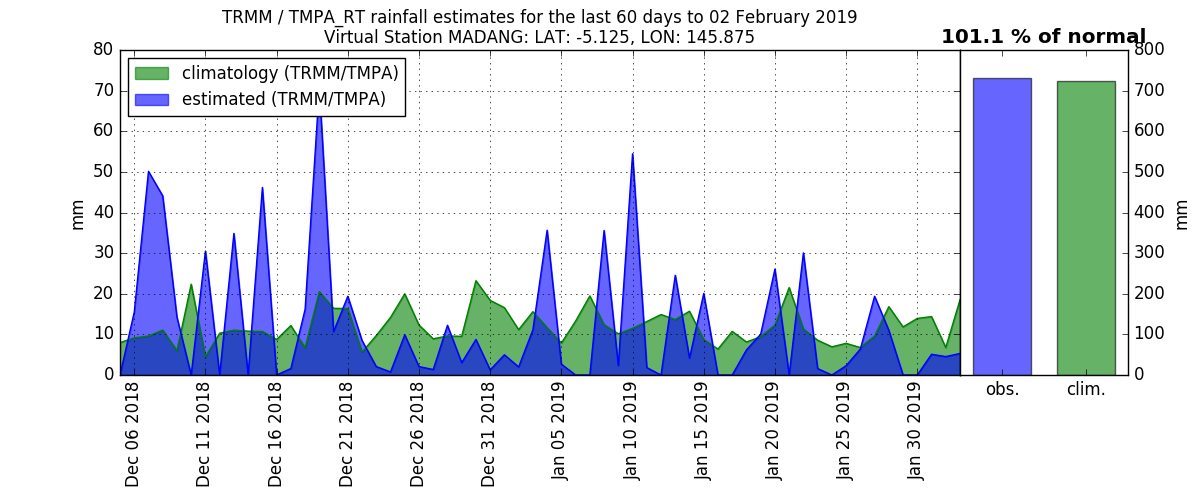 TRMM / TMPA_RT rainfall estimates for the last 60 days to 02 February 2019
Virtual Station MADANG: LAT: -5.125, LON: 145.875
101.1 % of normal
climatology (TRMM/TMPA)
estimated (TRMM/TMPA)
80
70
60
50
40
30
20
10
0
mm
Dec 06 2018
Dec 11 2018
Dec 16 2018
Dec 21 2018
Dec 26 2018
Dec 31 2018
Jan 05 2019
Jan 10 2019
Jan 15 2019
Jan 20 2019
Jan 25 2019
Jan 30 2019
800
700
600
500
400
300
200
100
0
mm
obs.
clim.